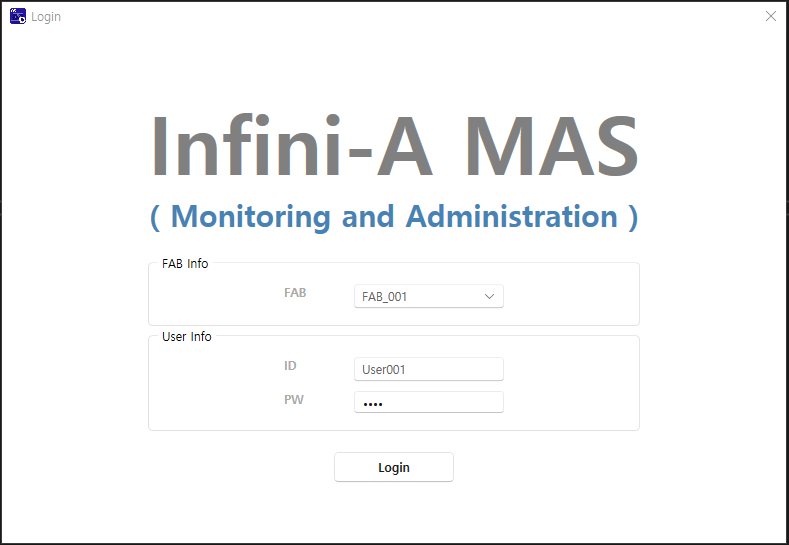 Login
Infini-A MAS
( Monitoring and Administration )
FAB Info
FAB FAB_001
User Info
ID User001
PW ••••
Login